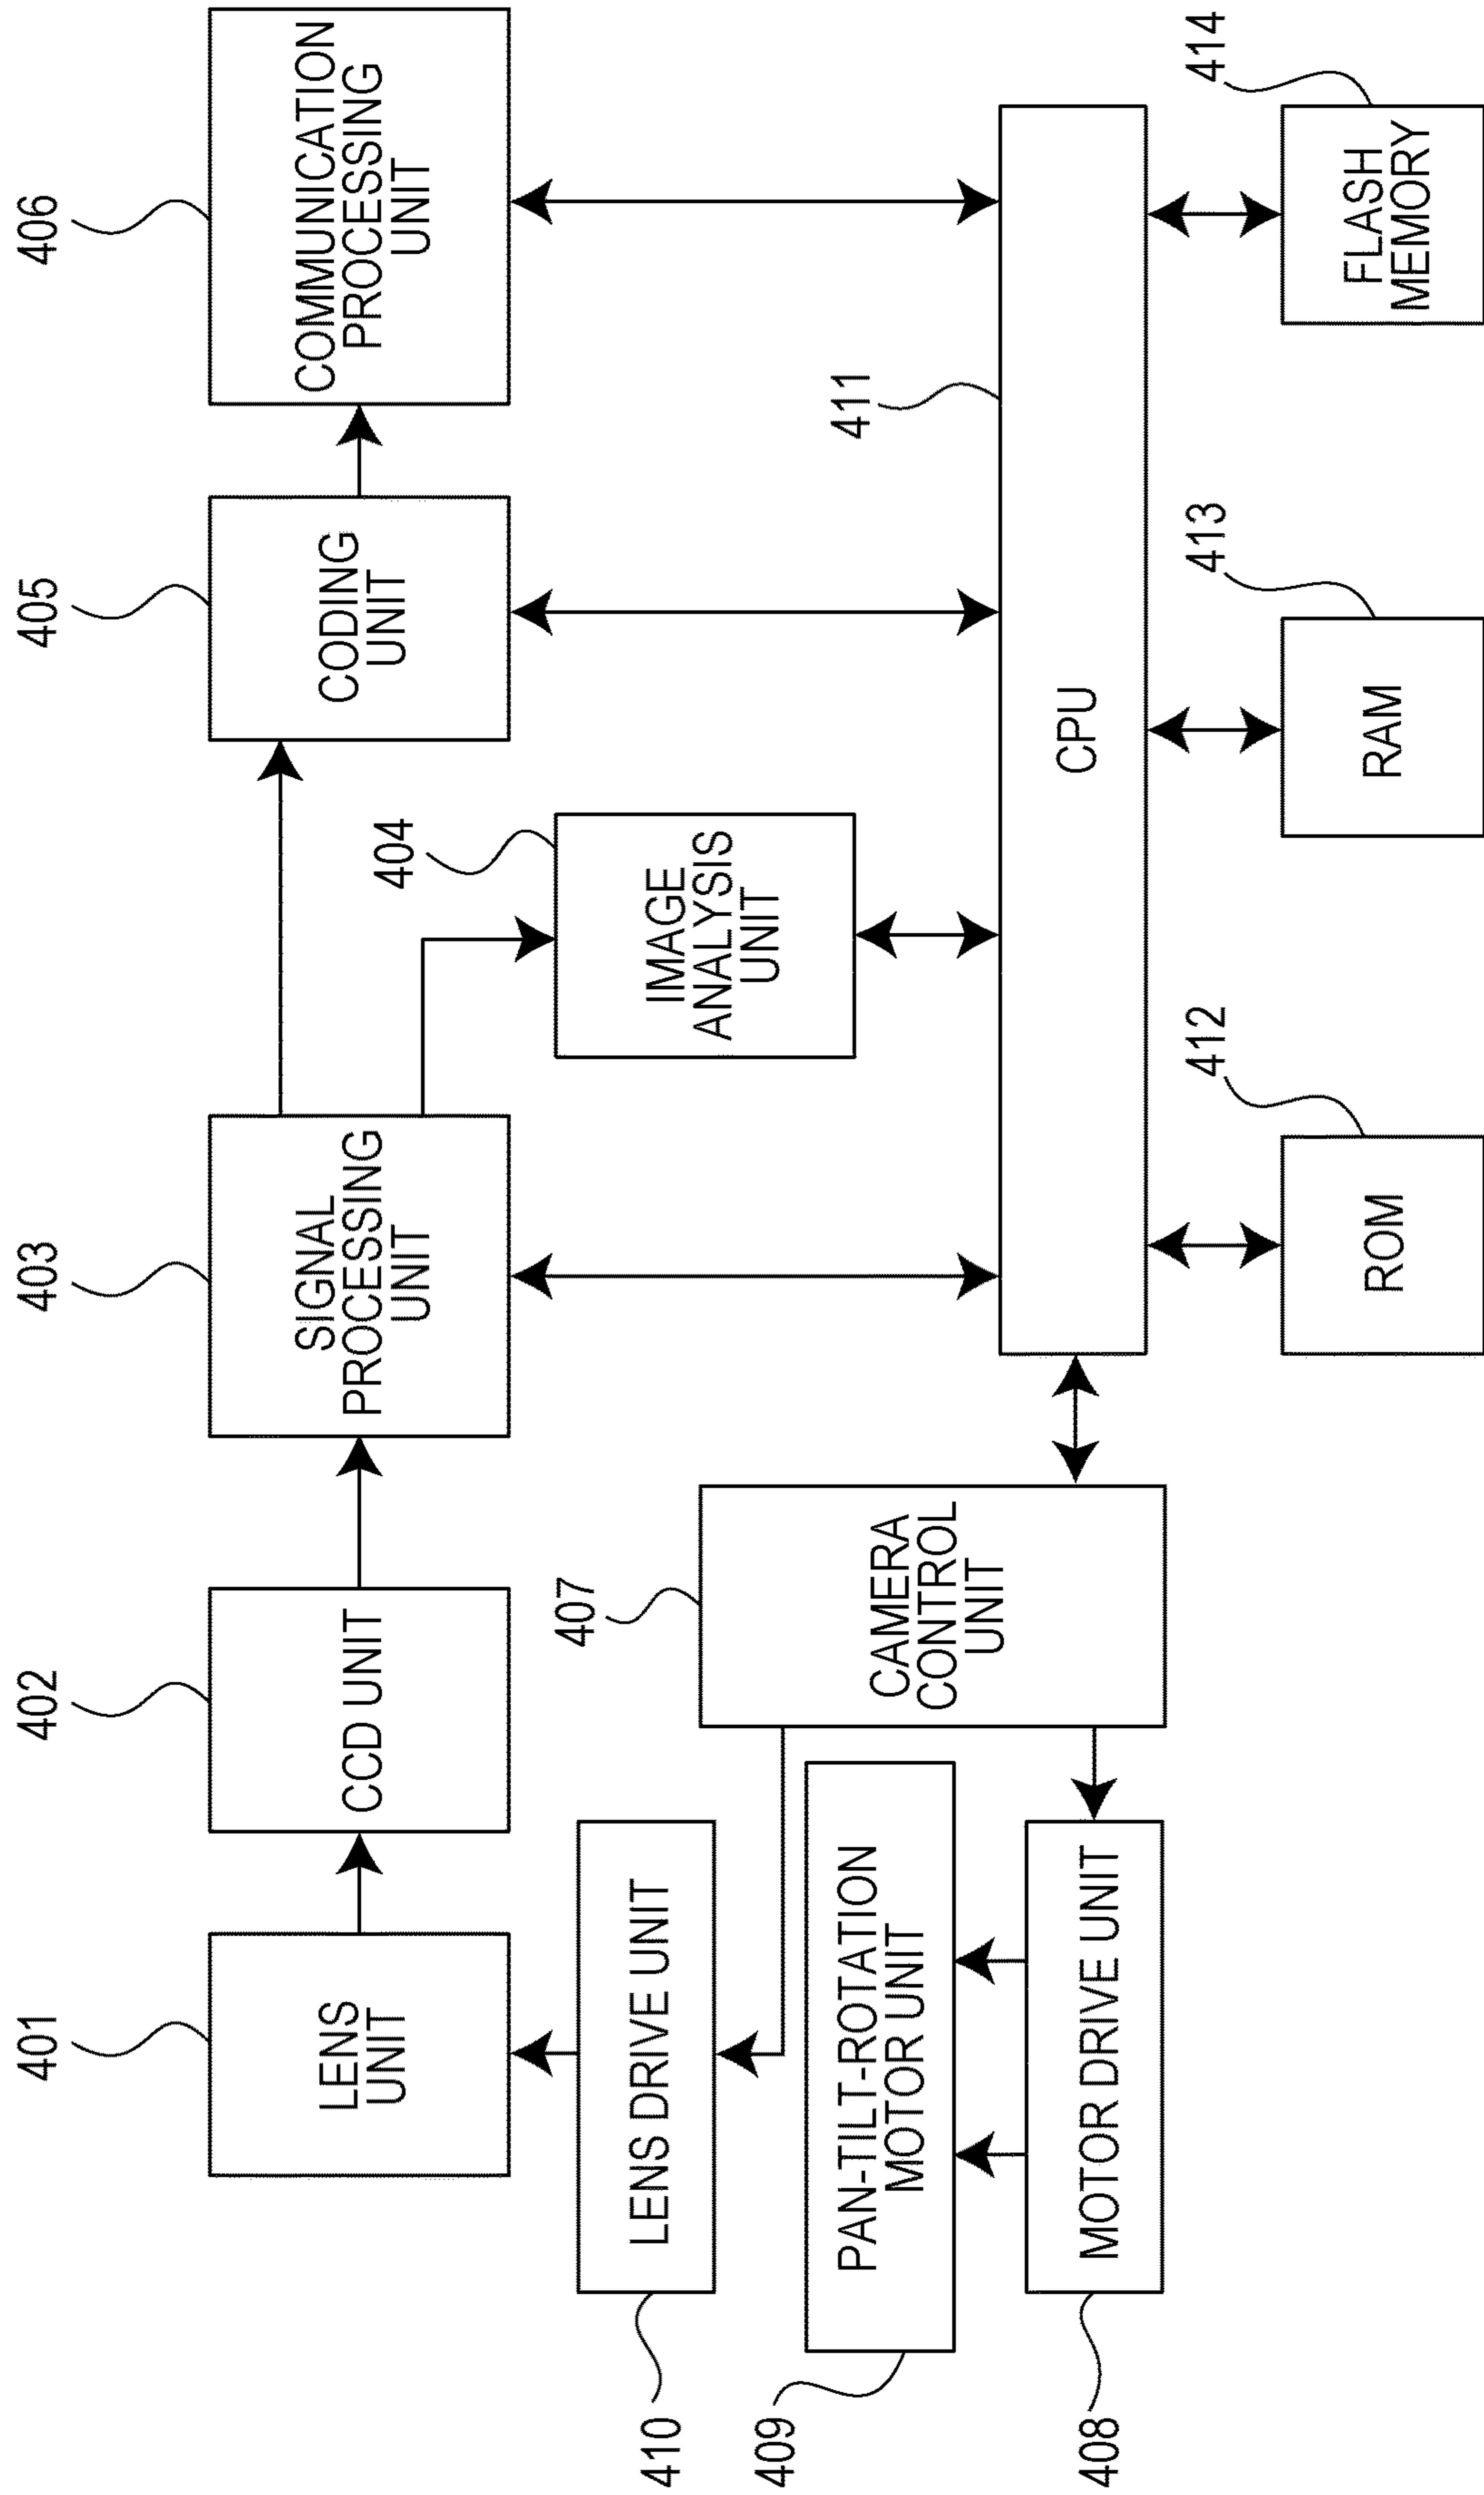 401
402
403
405
406
LENS
UNIT
CCD UNIT
SIGNAL
PROCESSING
UNIT
CODING
UNIT
COMMUNICATION
PROCESSING
UNIT
404
IMAGE
ANALYSIS
UNIT
410
LENS DRIVE UNIT
407
CAMERA
CONTROL
UNIT
409
PAN-TILT-ROTATION
MOTOR UNIT
411
CPU
408
MOTOR DRIVE UNIT
412
413
414
ROM
RAM
FLASH
MEMORY